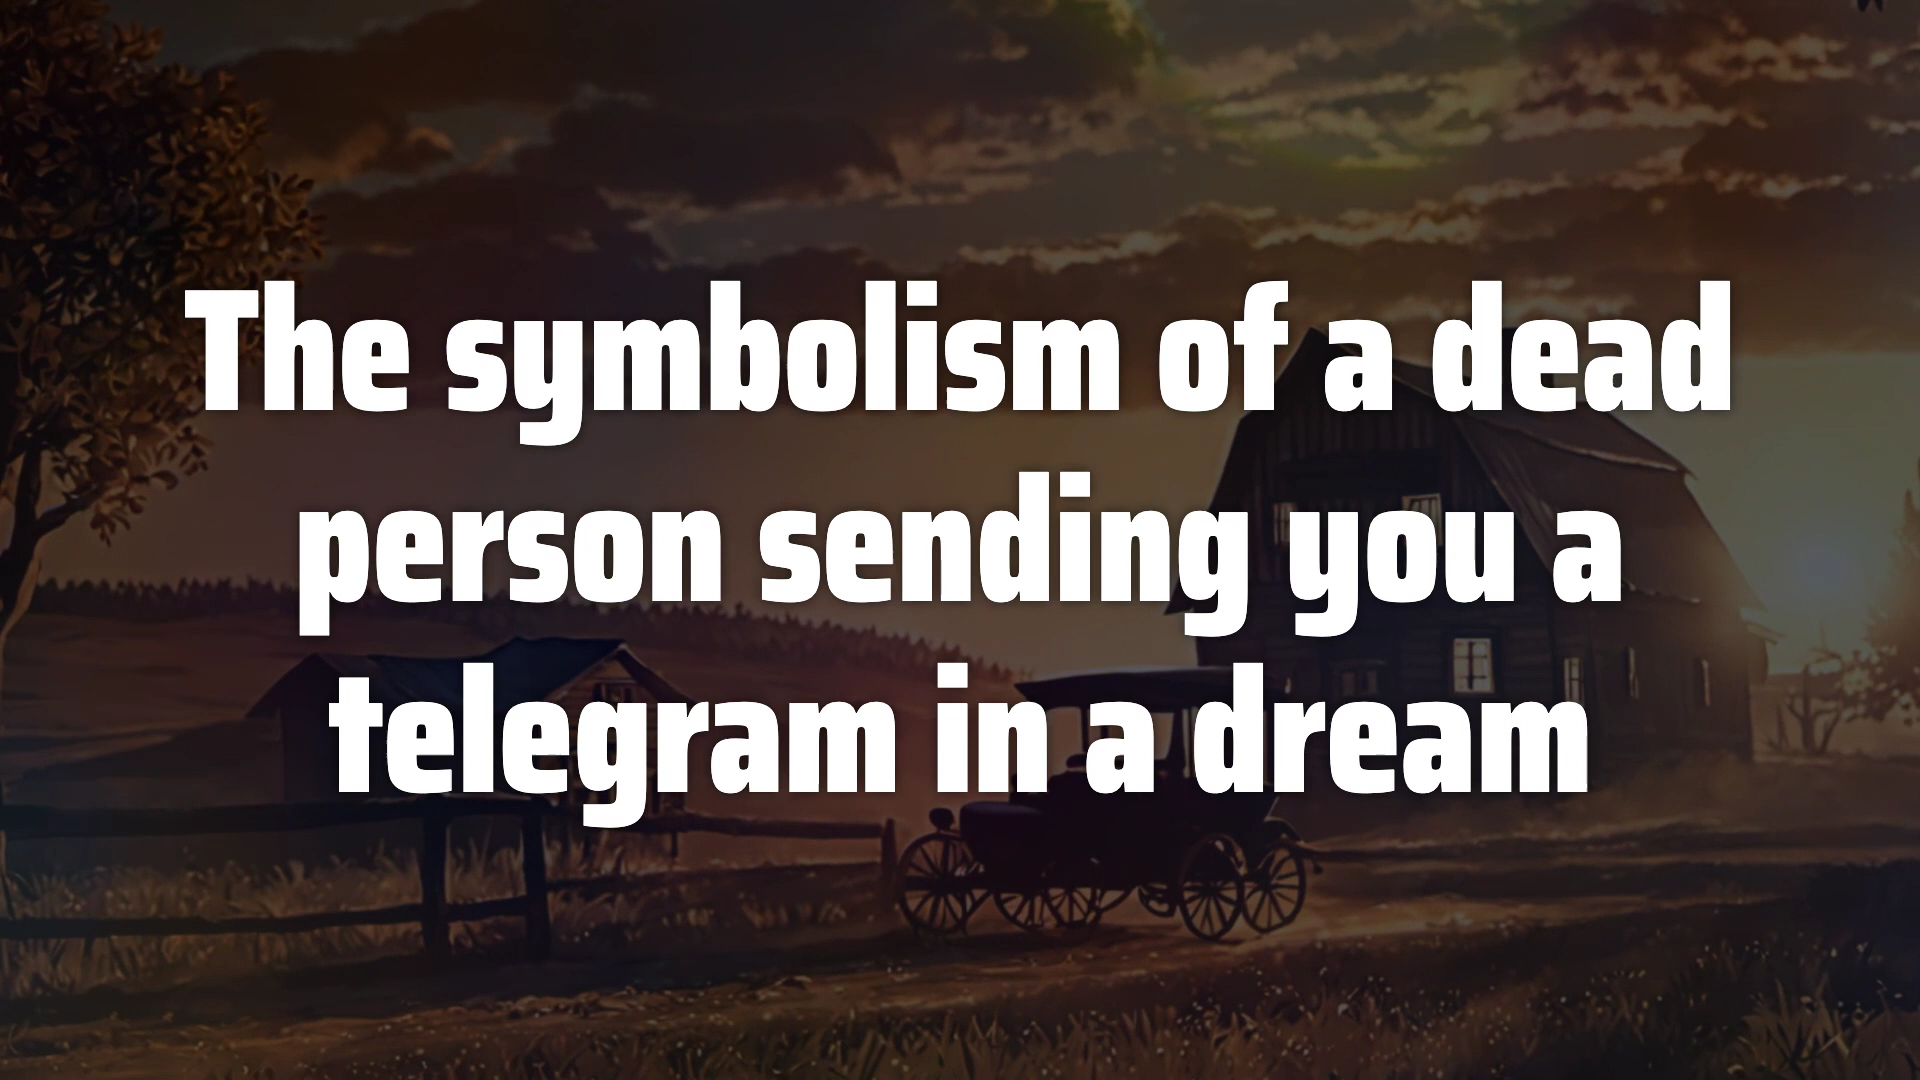 The symbolism of a dead
person sending you a
telegram in a dream